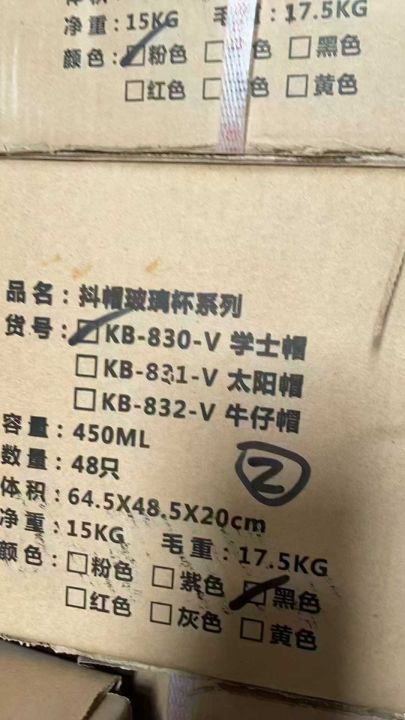 净重：15KG 毛重：17.5KG
颜色：☑粉色 □色 □黑色
□红色 □色 □黄色
品名：抖帽玻璃杯系列
货号：☑KB-830-V 学士帽
□KB-831-V 太阳帽
□KB-832-V 牛仔帽
容量：450ML
数量：48只
体积：64.5X48.5X20cm
净重：15KG 毛重：17.5KG
颜色：□粉色 □紫色 ☑黑色
□红色 □灰色 □黄色
②